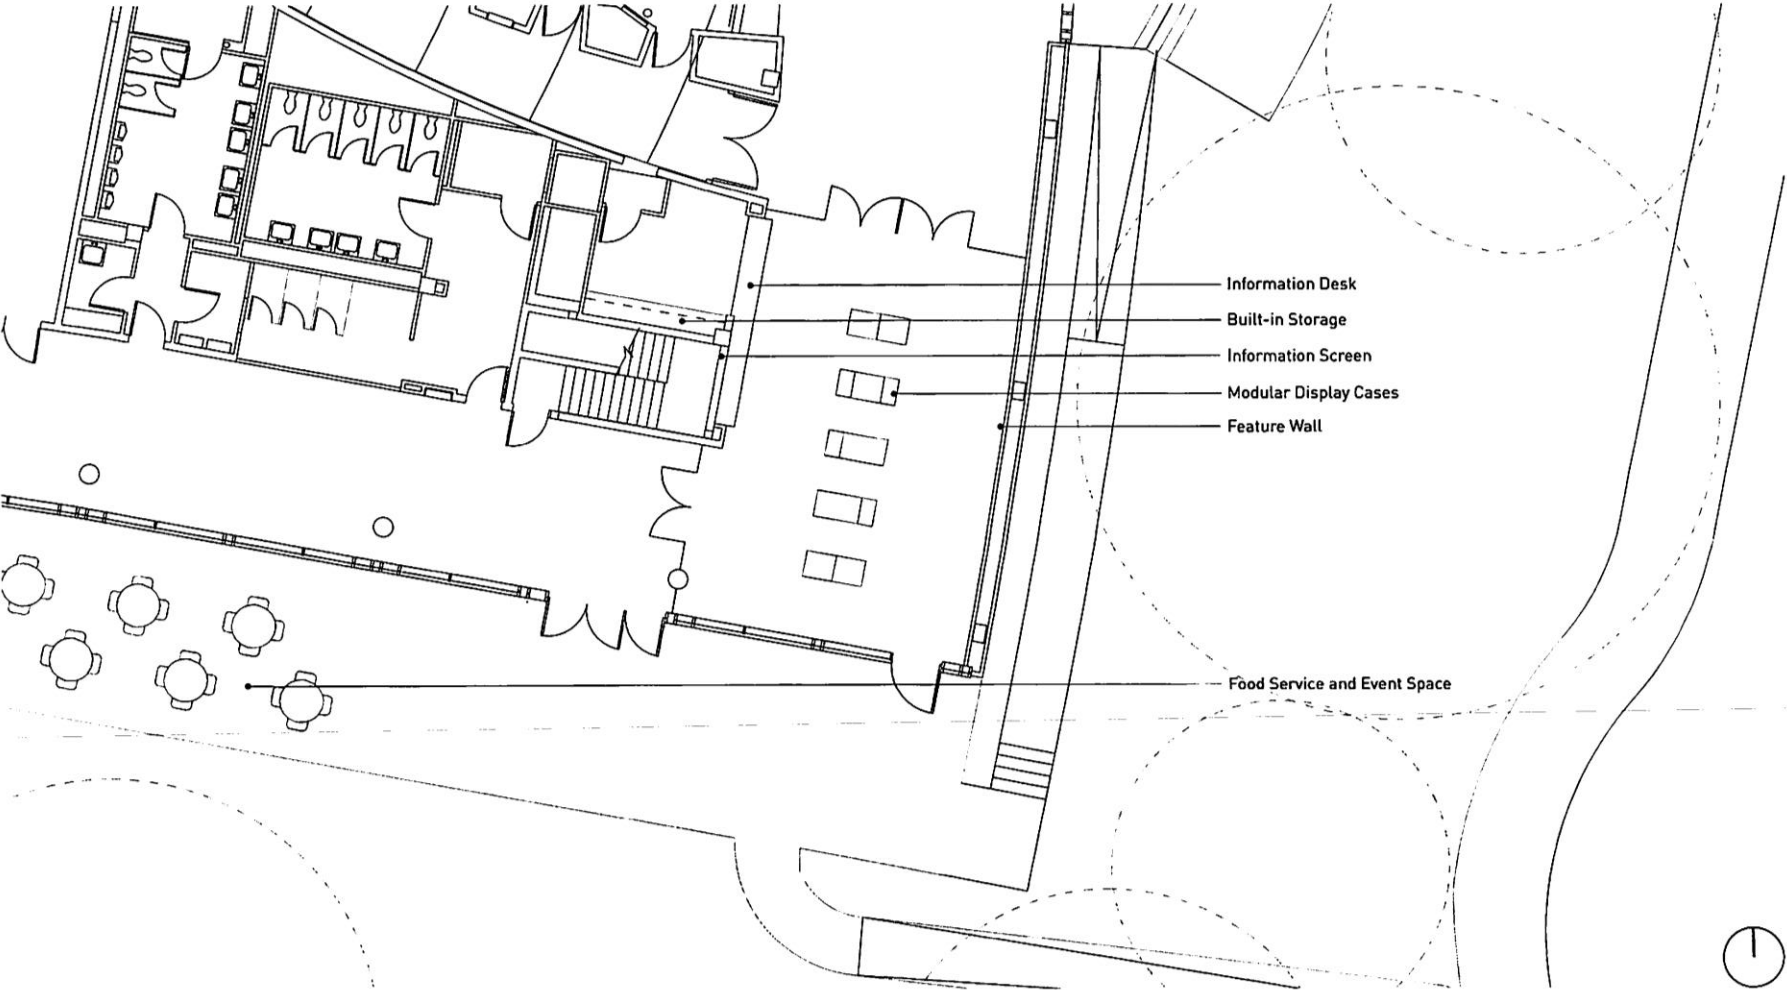 Information Desk
Built-in Storage
Information Screen
Modular Display Cases
Feature Wall
Food Service and Event Space